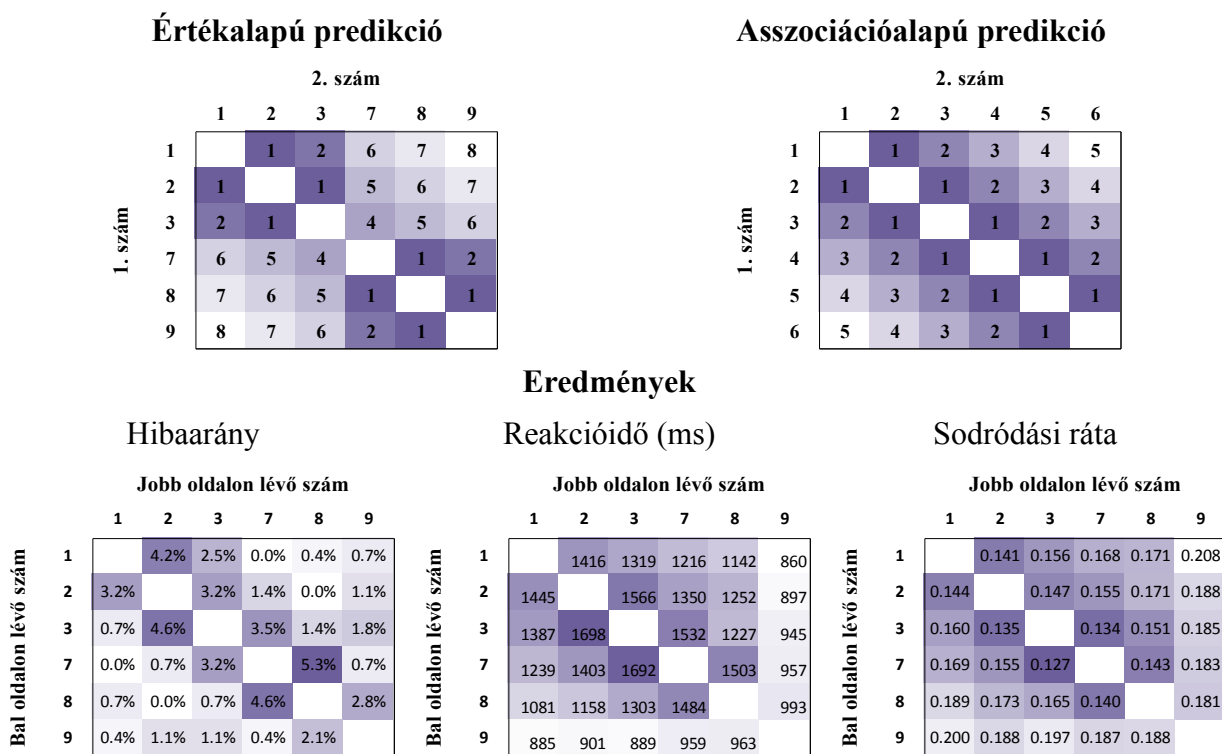 Értékalapú predikció
Asszociációalapú predikció
2. szám
2. szám
1 2 3 7 8 9
1 2 3 4 5 6
1. szám
1 1 2 6 7 8
2 1 1 5 6 7
3 2 1 4 5 6
7 6 5 4 1 2
8 7 6 5 1 1
9 8 7 6 2 1
1. szám
1 1 2 3 4 5
2 1 1 2 3 4
3 2 1 1 2 3
4 3 2 1 1 2
5 4 3 2 1 1
6 5 4 3 2 1
Eredmények
Hibaarány
Jobb oldalon lévő szám
1 2 3 7 8 9
Bal oldalon lévő szám
1 4.2% 2.5% 0.0% 0.4% 0.7%
2 3.2% 3.2% 1.4% 0.0% 1.1%
3 0.7% 4.6% 3.5% 1.4% 1.8%
7 0.0% 0.7% 3.2% 5.3% 0.7%
8 0.7% 0.0% 0.7% 4.6% 2.8%
9 0.4% 1.1% 1.1% 0.4% 2.1%
Reakcióidő (ms)
Jobb oldalon lévő szám
1 2 3 7 8 9
Bal oldalon lévő szám
1 1416 1319 1216 1142 860
2 1445 1566 1350 1252 897
3 1387 1698 1532 1227 945
7 1239 1403 1692 1503 957
8 1081 1158 1303 1484 993
9 885 901 889 959 963
Sodródási ráta
Jobb oldalon lévő szám
1 2 3 7 8 9
Bal oldalon lévő szám
1 0.141 0.156 0.168 0.171 0.208
2 0.144 0.147 0.155 0.171 0.188
3 0.160 0.135 0.134 0.151 0.185
7 0.169 0.155 0.127 0.143 0.183
8 0.189 0.173 0.165 0.140 0.181
9 0.200 0.188 0.197 0.187 0.188